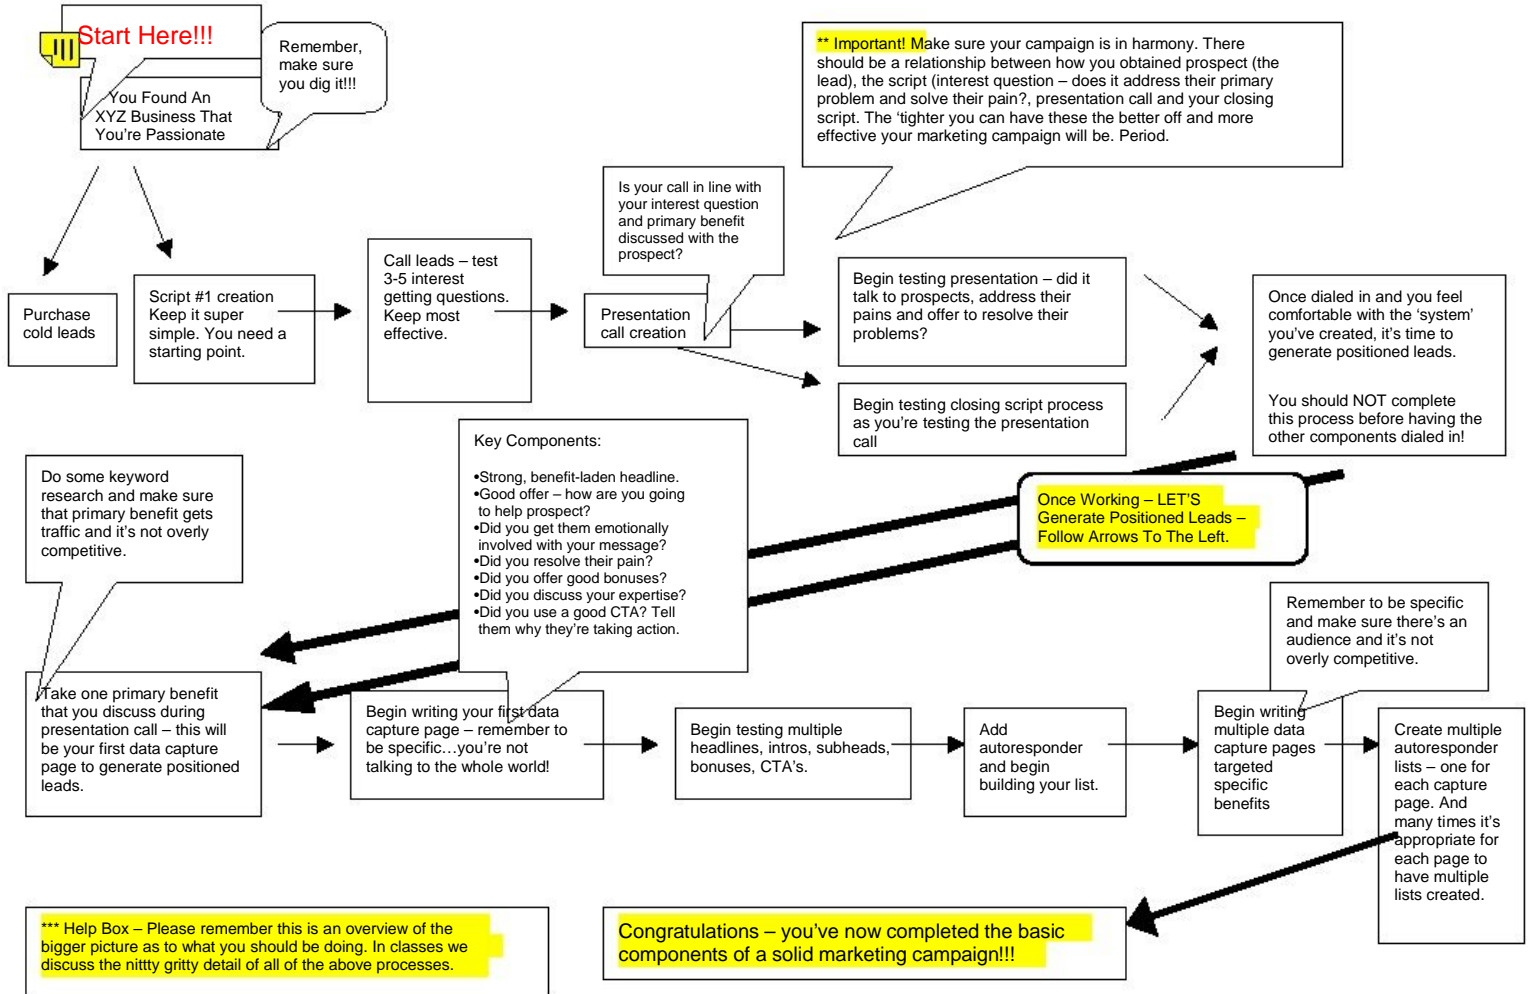 Start Here!!!
Remember,
make sure
you dig it!!!
You Found An
XYZ Business That
You're Passionate
** Important! Make sure your campaign is in harmony. There
should be a relationship between how you obtained prospect (the
lead), the script (interest question – does it address their primary
problem and solve their pain?, presentation call and your closing
script. The 'tighter you can have these the better off and more
effective your marketing campaign will be. Period.
Is your call in line with
your interest question
and primary benefit
discussed with the
prospect?
Purchase
cold leads
Script #1 creation
Keep it super
simple. You need a
starting point.
Call leads – test
3-5 interest
getting questions.
Keep most
effective.
Presentation
call creation
Begin testing presentation – did it
talk to prospects, address their
pains and offer to resolve their
problems?
Begin testing closing script process
as you're testing the presentation
call
Once dialed in and you feel
comfortable with the 'system'
you've created, it's time to
generate positioned leads.
You should NOT complete
this process before having the
other components dialed in!
Once Working – LET'S
Generate Positioned Leads –
Follow Arrows To The Left.
Do some keyword
research and make sure
that primary benefit gets
traffic and it's not overly
competitive.
Key Components:
•Strong, benefit-laden headline.
•Good offer – how are you going
to help prospect?
•Did you get them emotionally
involved with your message?
•Did you resolve their pain?
•Did you offer good bonuses?
•Did you discuss your expertise?
•Did you use a good CTA? Tell
them why they're taking action.
Remember to be specific
and make sure there's an
audience and it's not
overly competitive.
Take one primary benefit
that you discuss during
presentation call – this will
be your first data capture
page to generate positioned
leads.
Begin writing your first data
capture page – remember to
be specific…you're not
talking to the whole world!
Begin testing multiple
headlines, intros, subheads,
bonuses, CTA's.
Add
autoresponder
and begin
building your list.
Begin writing
multiple data
capture pages
targeted
specific
benefits
Create multiple
autoresponder
lists – one for
each capture
page. And
many times it's
appropriate for
each page to
have multiple
lists created.
*** Help Box – Please remember this is an overview of the
bigger picture as to what you should be doing. In classes we
discuss the nittty gritty detail of all of the above processes.
Congratulations – you've now completed the basic
components of a solid marketing campaign!!!